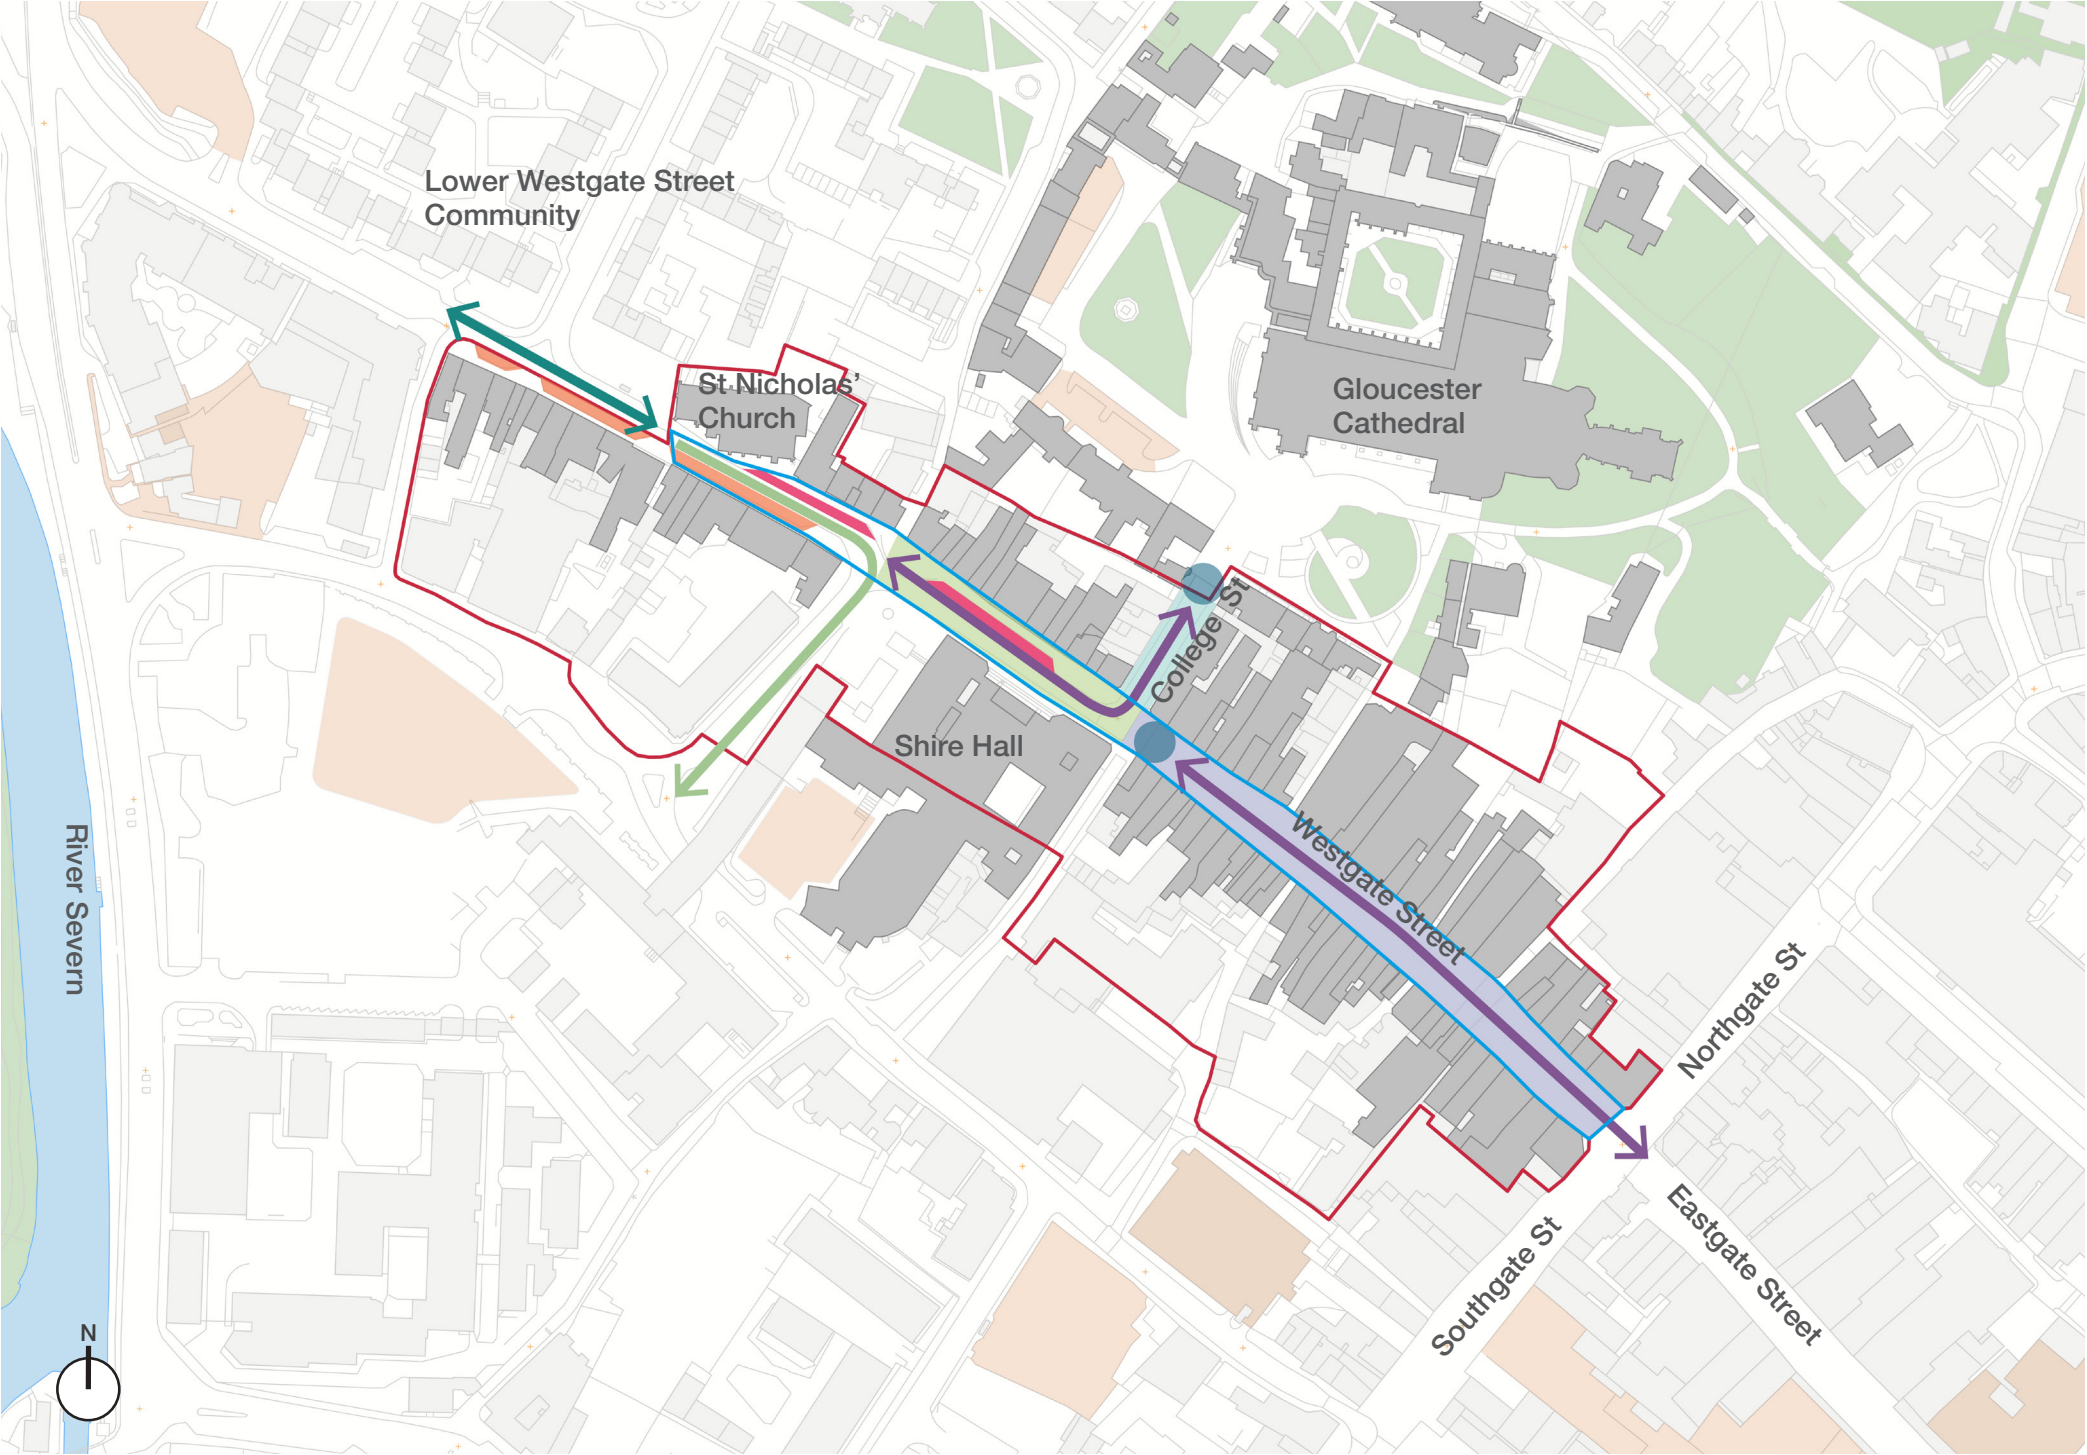 Lower Westgate Street
Community
St Nicholas’
Church
Gloucester
Cathedral
College St
Shire Hall
Westgate Street
River Severn
Northgate St
Eastgate Street
Southgate St
N